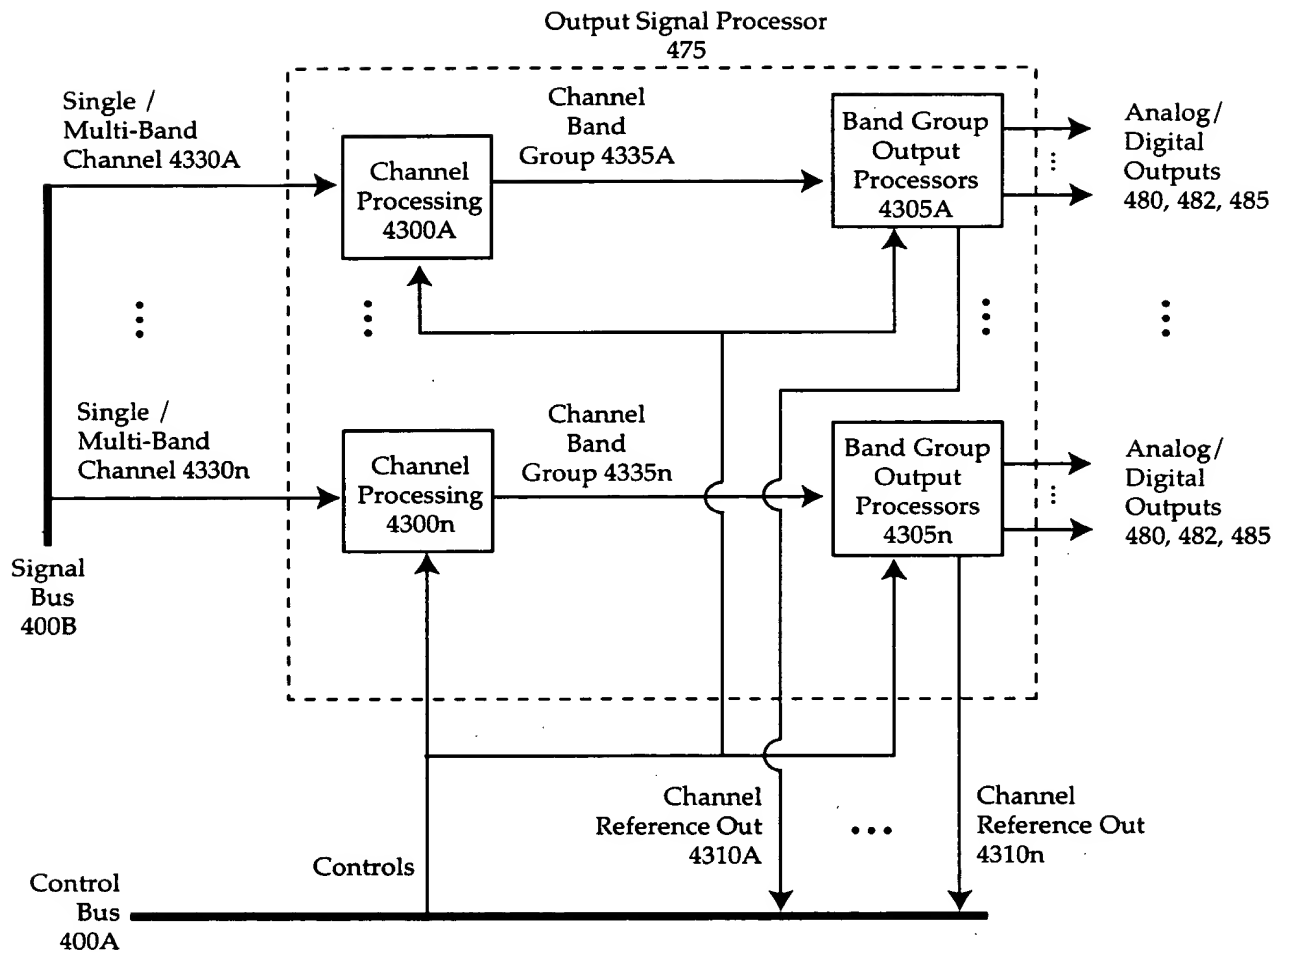 Output Signal Processor
475
Single /
Multi-Band
Channel 4330A
Channel
Band
Group 4335A
Channel
Processing
4300A
Band Group
Output
Processors
4305A
Analog/
Digital
Outputs
480, 482, 485
Single /
Multi-Band
Channel 4330n
Channel
Band
Group 4335n
Channel
Processing
4300n
Band Group
Output
Processors
4305n
Analog/
Digital
Outputs
480, 482, 485
Signal
Bus
400B
Channel
Reference Out
4310A
Channel
Reference Out
4310n
Controls
Control
Bus
400A